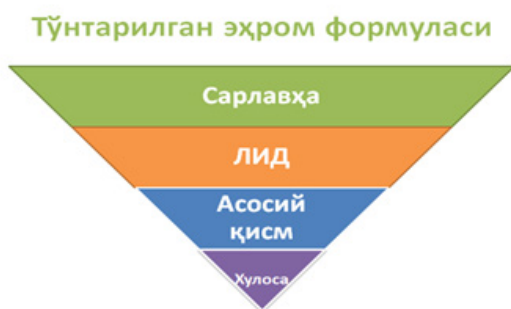 Тўнтарилган эҳром формуласи
Сарлавҳа
ЛИД
Асосий
қисм
Хулоса